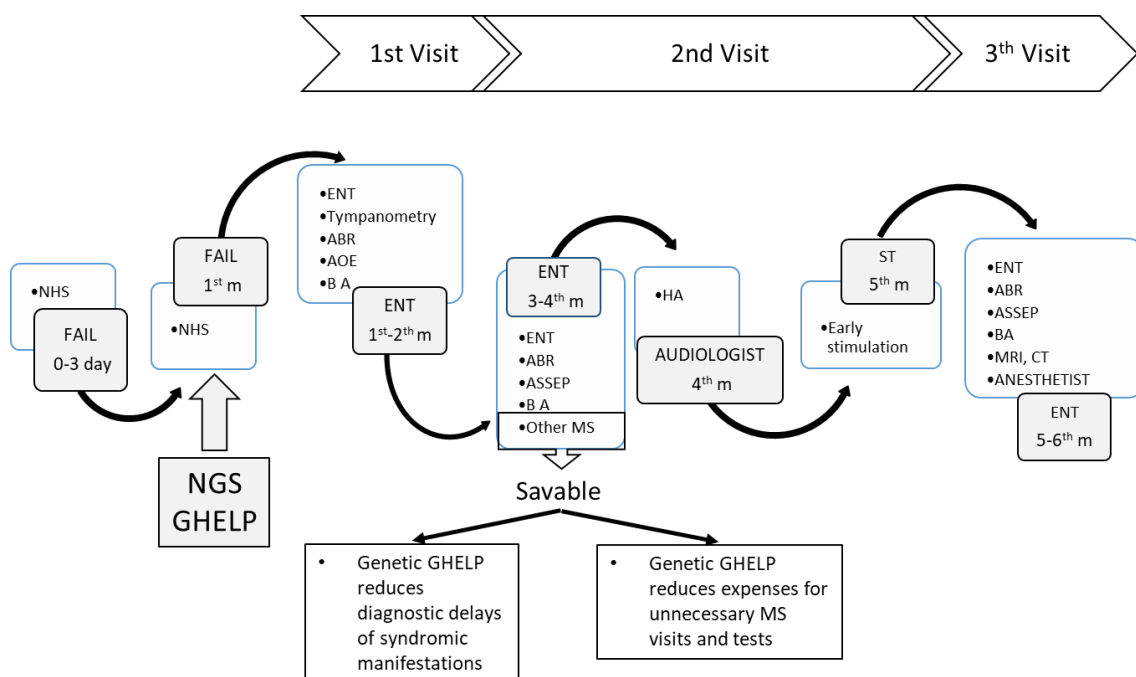 1st Visit
2nd Visit
3th Visit
•NHS
FAIL
0-3 day
FAIL
1st m
•NHS
NGS
GHELP
•ENT
•Tympanometry
•ABR
•AOE
•B A
ENT
1st-2th m
ENT
3-4th m
•ENT
•ABR
•ASSEP
•B A
•Other MS
Savable
• Genetic GHELP
reduces
diagnostic delays
of syndromic
manifestations
• Genetic GHELP
reduces expenses for
unnecessary MS
visits and tests
•HA
AUDIOLOGIST
4th m
ST
5th m
•Early
stimulation
•ENT
•ABR
•ASSEP
•BA
•MRI, CT
•ANESTHETIST
ENT
5-6th m